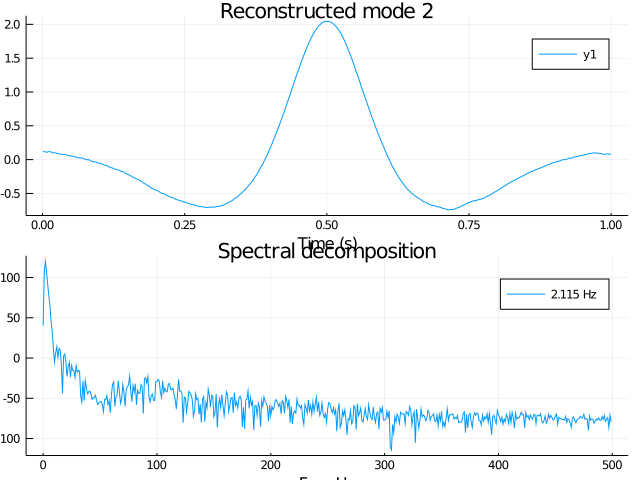 Reconstructed mode 2
2.0
1.5
1.0
0.5
0.0
-0.5
y1
0.00 0.25 0.50 0.75 1.00
Time (s)
Spectral decomposition
100
50
0
-50
100
2.115 Hz
0 100 200 300 400 500